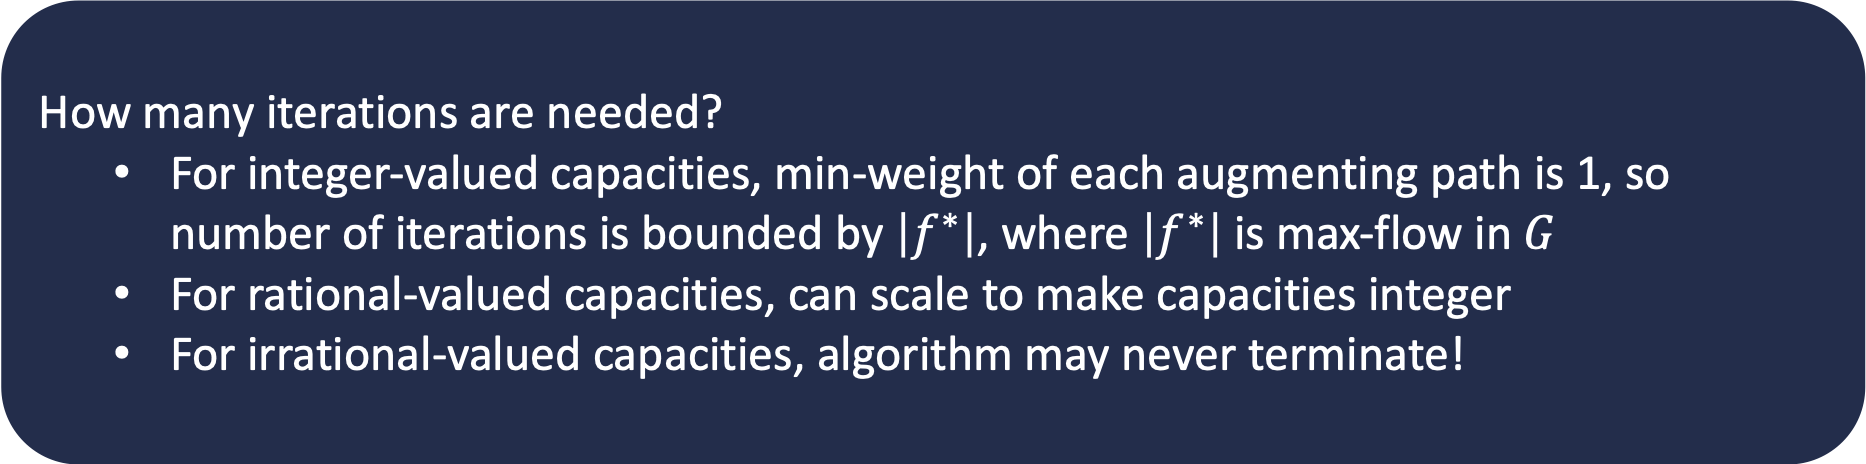 How many iterations are needed?
• For integer-valued capacities, min-weight of each augmenting path is 1, so
number of iterations is bounded by |f*|, where |f*| is max-flow in G
• For rational-valued capacities, can scale to make capacities integer
• For irrational-valued capacities, algorithm may never terminate!